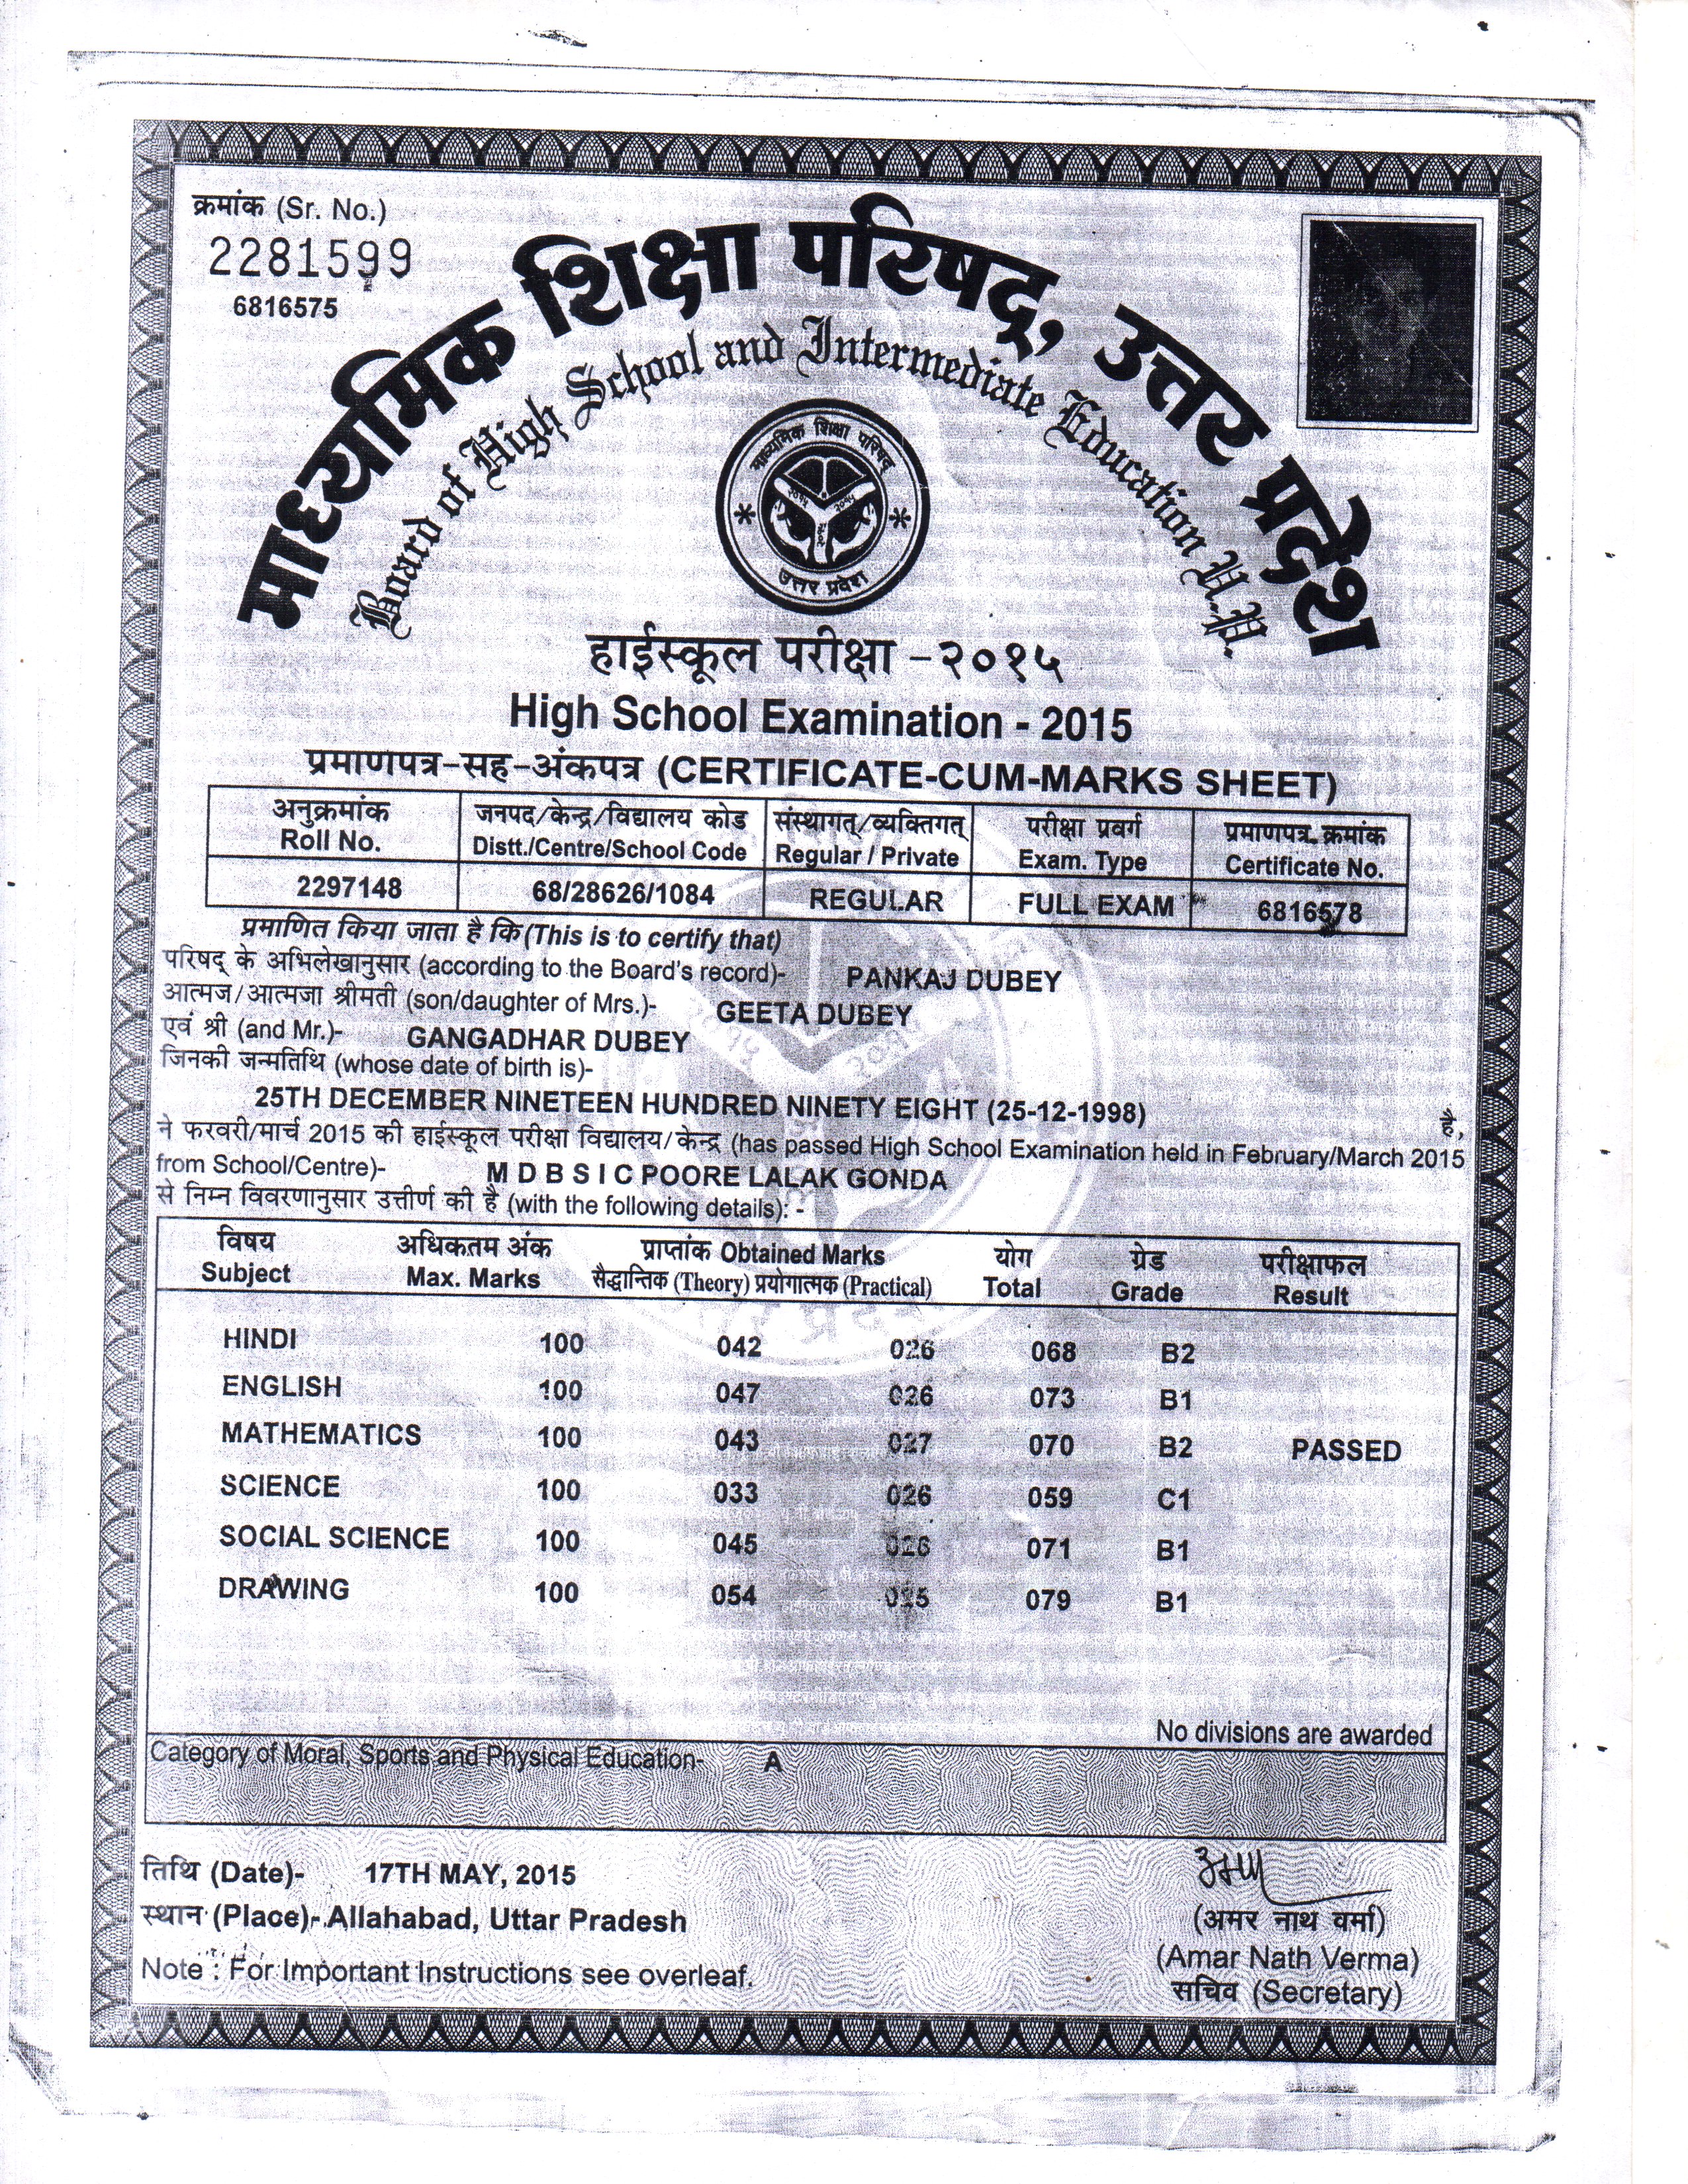 क्रमांक (Sr. No.)
2281599
6816575
माध्यमिक शिक्षा परिषद्, उत्तर प्रदेश
Board of High School and Intermediate Education U.P.
माध्यमिक शिक्षा परिषद्
उत्तर प्रदेश
हाईस्कूल परीक्षा -२०१५
High School Examination - 2015
प्रमाणपत्र-सह-अंकपत्र (CERTIFICATE-CUM-MARKS SHEET)
अनुक्रमांक जनपद/केन्द्र/विद्यालय कोड संस्थागत्/व्यक्तिगत् परीक्षा प्रवर्ग प्रमाणपत्र क्रमांक
Roll No. Distt./Centre/School Code Regular / Private Exam. Type Certificate No.
2297148 68/28626/1084 REGULAR FULL EXAM 6816578
प्रमाणित किया जाता है कि (This is to certify that)
परिषद् के अभिलेखानुसार (according to the Board's record)- PANKAJ DUBEY
आत्मज/आत्मजा श्रीमती (son/daughter of Mrs.)- GEETA DUBEY
एवं श्री (and Mr.)- GANGADHAR DUBEY
जिनकी जन्मतिथि (whose date of birth is)-
25TH DECEMBER NINETEEN HUNDRED NINETY EIGHT (25-12-1998) है,
ने फरवरी/मार्च 2015 की हाईस्कूल परीक्षा विद्यालय/केन्द्र (has passed High School Examination held in February/March 2015
from School/Centre)- M D B S I C POORE LALAK GONDA
से निम्न विवरणानुसार उत्तीर्ण की है (with the following details): -
विषय अधिकतम अंक प्राप्तांक Obtained Marks योग ग्रेड परीक्षाफल
Subject Max. Marks सैद्धान्तिक (Theory) प्रयोगात्मक (Practical) Total Grade Result
HINDI 100 042 026 068 B2
ENGLISH 100 047 026 073 B1
MATHEMATICS 100 043 027 070 B2 PASSED
SCIENCE 100 033 026 059 C1
SOCIAL SCIENCE 100 045 026 071 B1
DRAWING 100 054 025 079 B1
No divisions are awarded
Category of Moral, Sports and Physical Education- A
तिथि (Date)- 17TH MAY, 2015
स्थान (Place)- Allahabad, Uttar Pradesh
(अमर नाथ वर्मा)
(Amar Nath Verma)
Note : For Important Instructions see overleaf.
सचिव (Secretary)